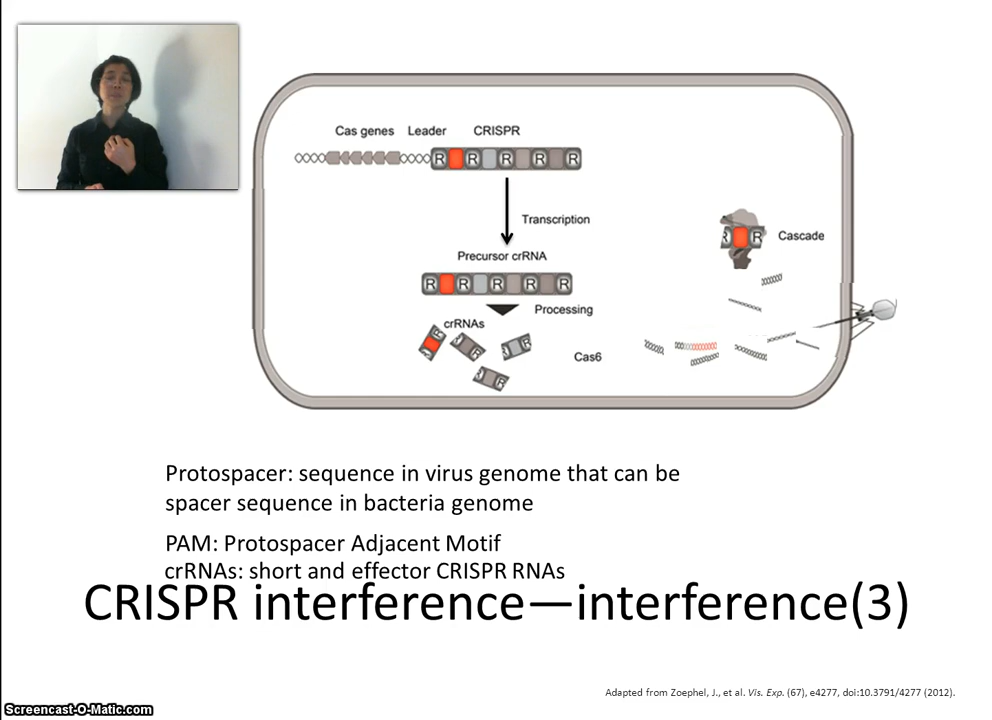 Cas genes Leader CRISPR
R R R R R
Transcription
Precursor crRNA
R R R R R
Processing
crRNAs
R R R R
Cas6
R R
Cascade
Protospacer: sequence in virus genome that can be
spacer sequence in bacteria genome
PAM: Protospacer Adjacent Motif
crRNAs: short and effector CRISPR RNAs
CRISPR interference—interference(3)
Adapted from Zoephel, J., et al. Vis. Exp. (67), e4277, doi:10.3791/4277 (2012).
Screencast-O-Matic.com